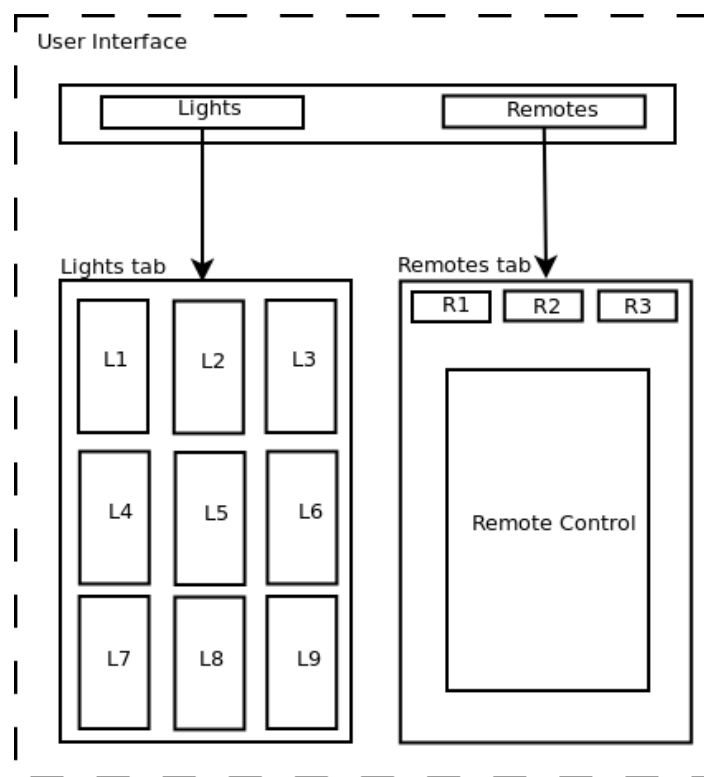 User Interface
Lights
Remotes
Lights tab
Remotes tab
R1 R2 R3
L1 L2 L3
L4 L5 L6
Remote Control
L7 L8 L9